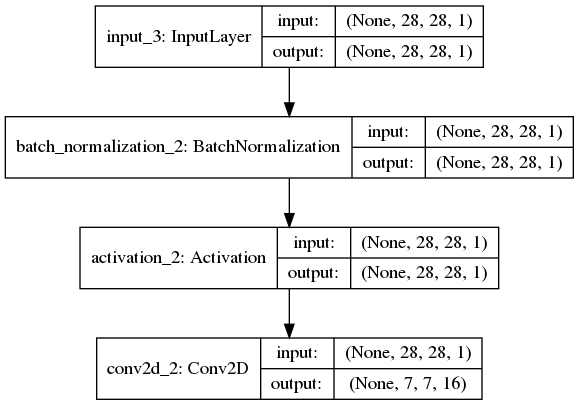 input_3: InputLayer
input: (None, 28, 28, 1)
output: (None, 28, 28, 1)
batch_normalization_2: BatchNormalization
input: (None, 28, 28, 1)
output: (None, 28, 28, 1)
activation_2: Activation
input: (None, 28, 28, 1)
output: (None, 28, 28, 1)
conv2d_2: Conv2D
input: (None, 28, 28, 1)
output: (None, 7, 7, 16)